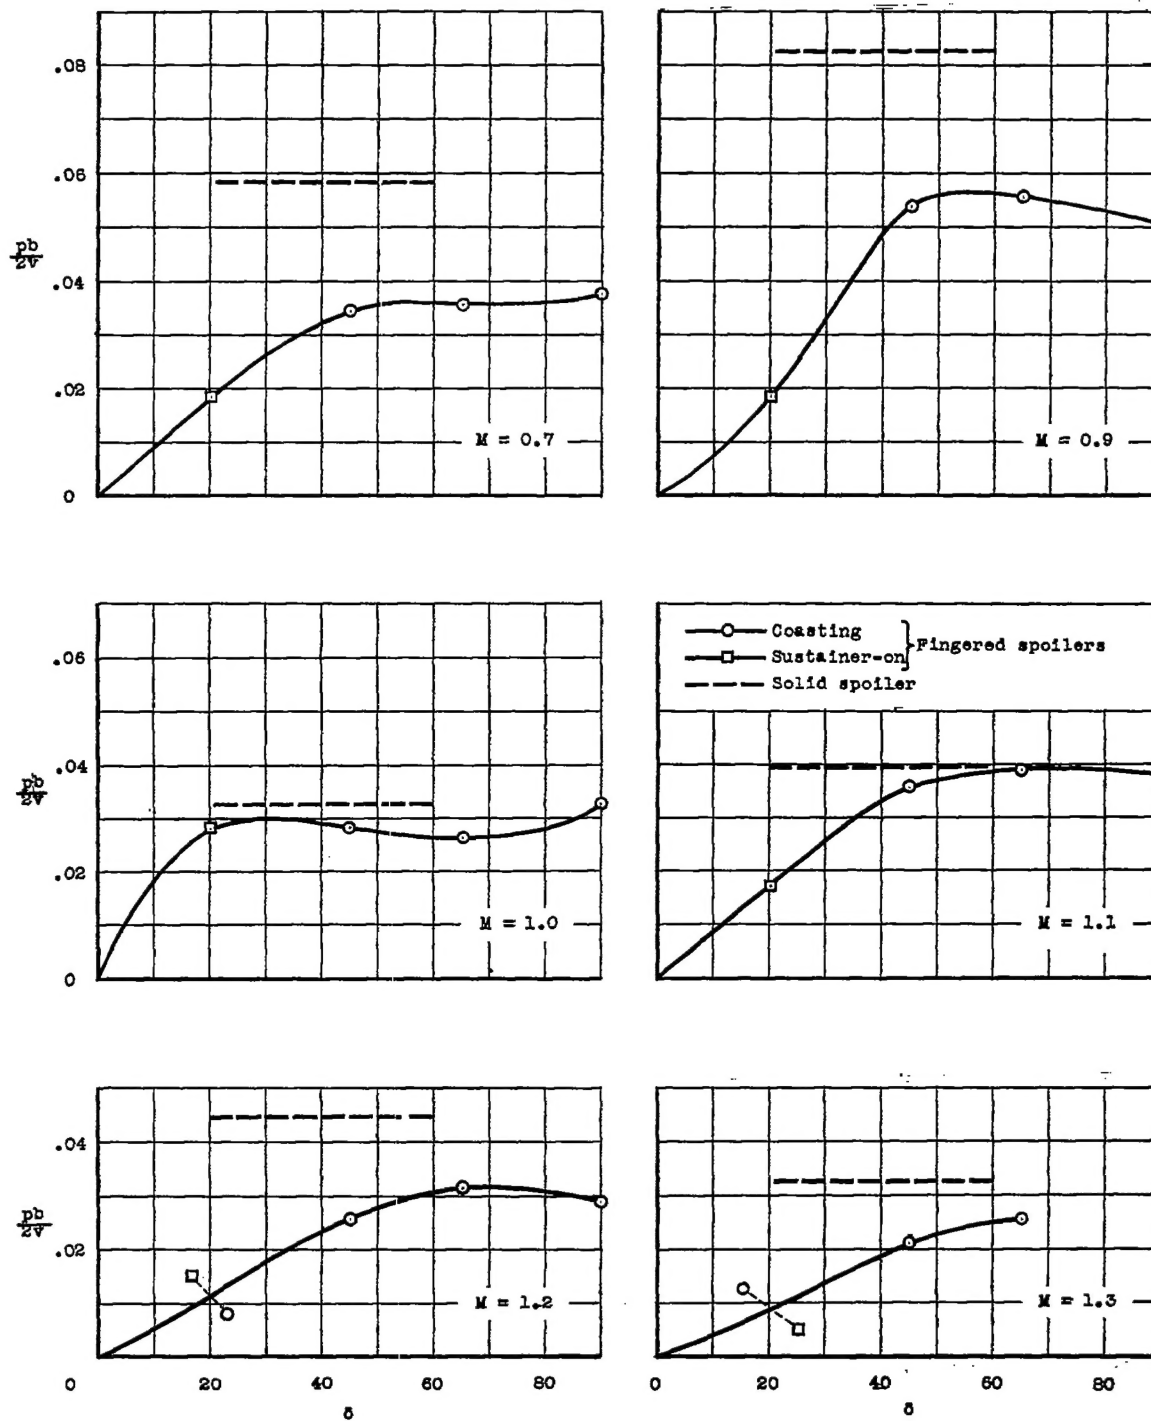 .08
.06
pb
2V
.04
.02
0
M = 0.7
M = 0.9
.06
pb
2V
.04
.02
0
M = 1.0
Coasting
Sustainer-on
Fingered spoilers
Solid spoiler
M = 1.1
.04
pb
2V
.02
M = 1.2
M = 1.3
0 20 40 60 80
δ
0 20 40 60 80
δ